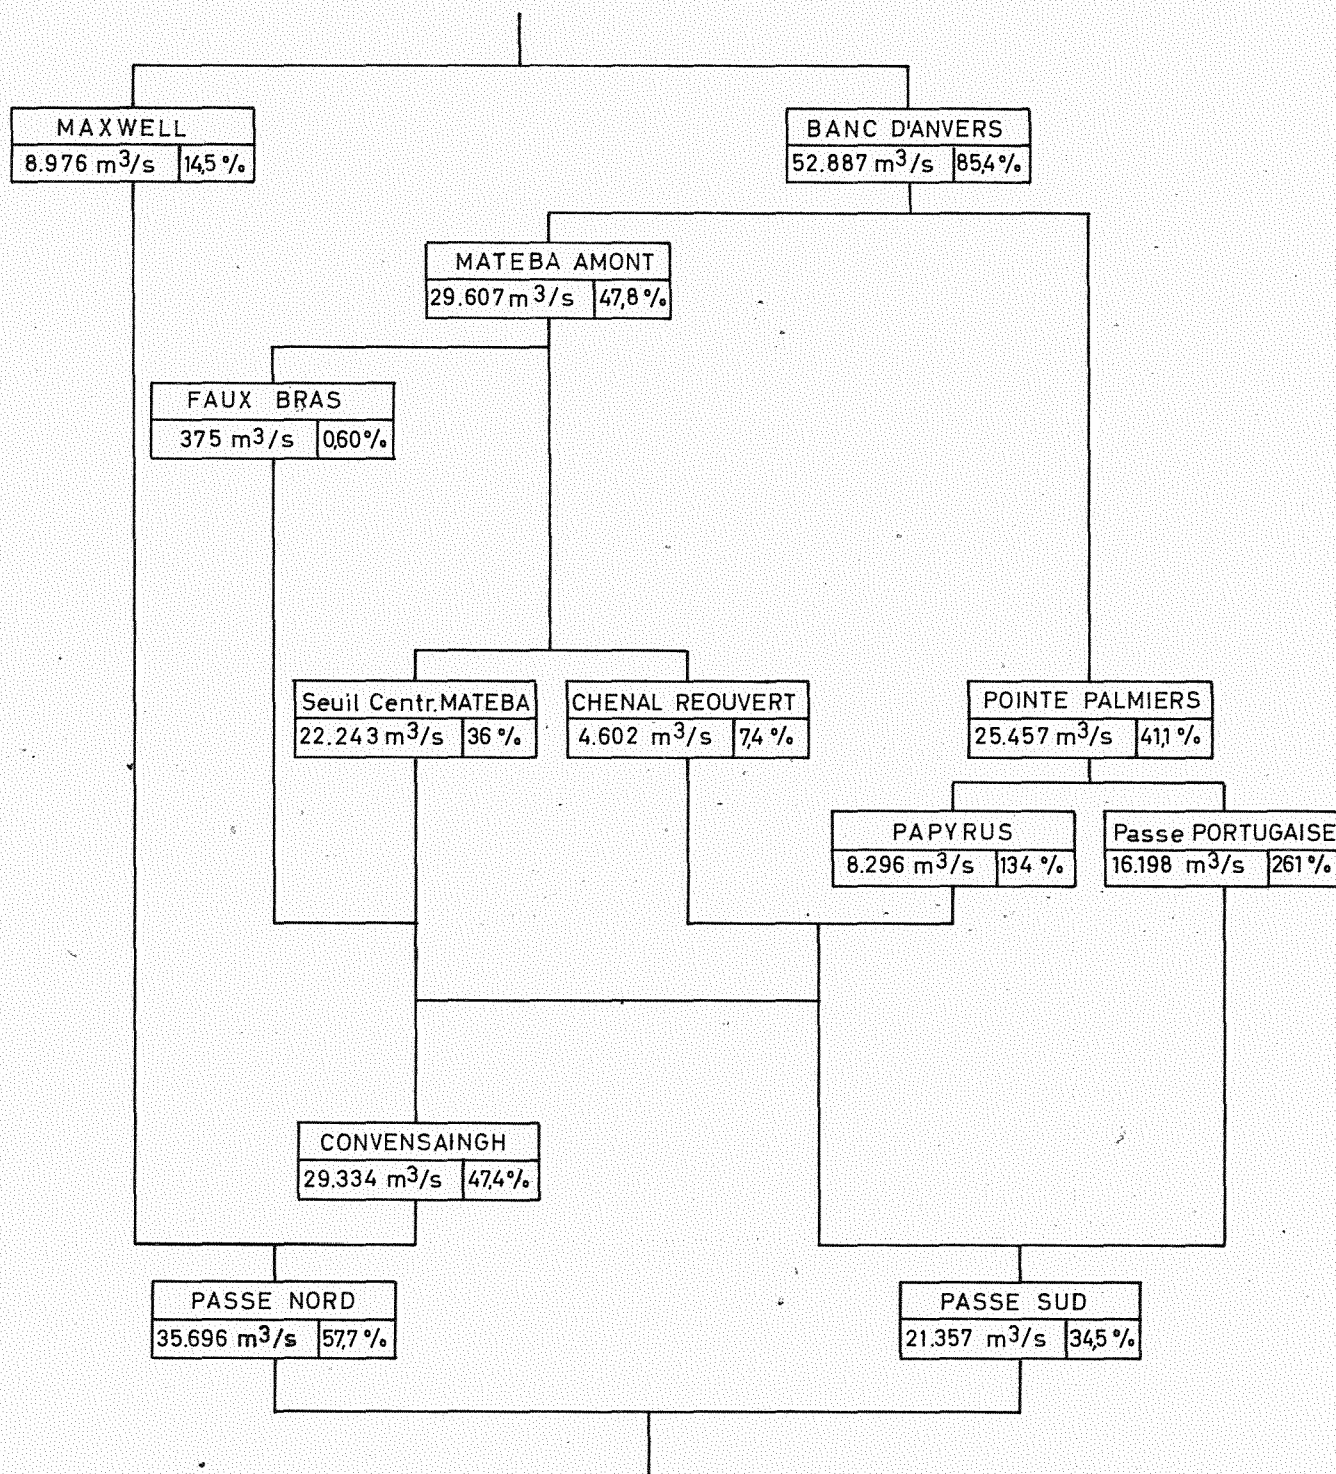 MAXWELL
8.976 m³/s 14,5 %
BANC D'ANVERS
52.887 m³/s 85,4 %
MATEBA AMONT
29.607 m³/s 47,8 %
FAUX BRAS
375 m³/s 0,60 %
Seuil Centr.MATEBA
22.243 m³/s 36 %
CHENAL REOUVERT
4.602 m³/s 7,4 %
POINTE PALMIERS
25.457 m³/s 41,1 %
PAPYRUS
8.296 m³/s 134 %
Passe PORTUGAISE
16.198 m³/s 261 %
CONVENSAINGH
29.334 m³/s 47,4 %
PASSE NORD
35.696 m³/s 57,7 %
PASSE SUD
21.357 m³/s 34,5 %